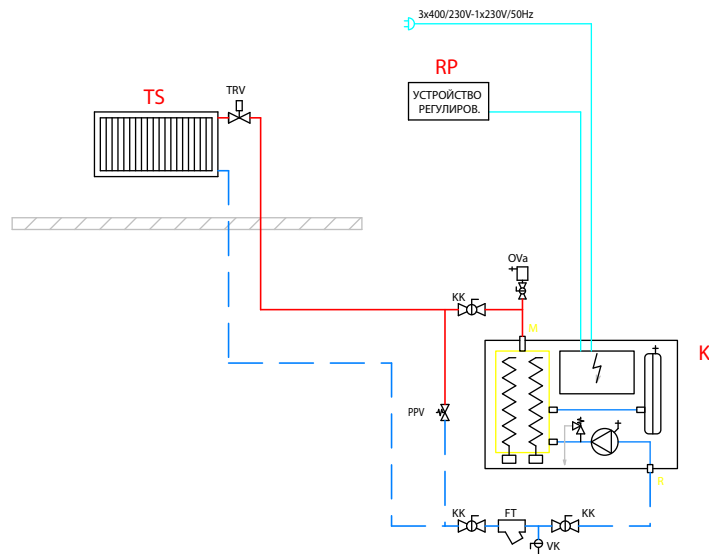 3x400/230V-1x230V/50Hz
RP
TS
TRV
УСТРОЙСТВО
РЕГУЛИРОВ.
OVa
KK
M
K
PPV
R
KK
FT
KK
VK